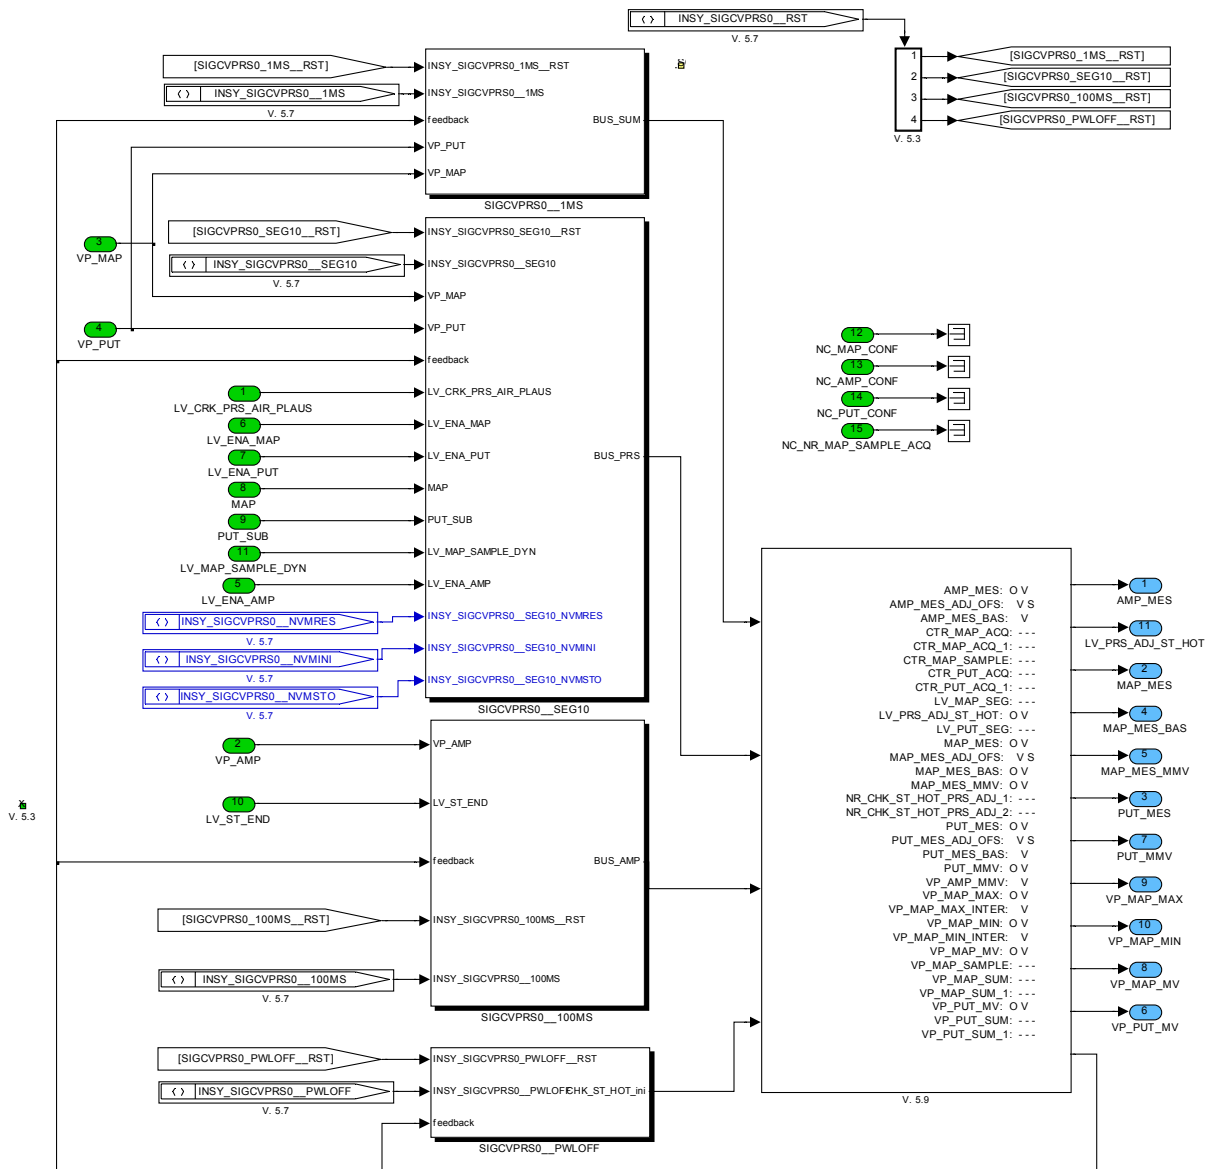 INSY_SIGCVPRS0__RST
V. 5.7
1
2
3
4
V. 5.3
[SIGCVPRS0_1MS__RST]
[SIGCVPRS0_SEG10__RST]
[SIGCVPRS0_100MS__RST]
[SIGCVPRS0_PWLOFF__RST]
[SIGCVPRS0_1MS__RST]
INSY_SIGCVPRS0__1MS
V. 5.7
INSY_SIGCVPRS0_1MS__RST
INSY_SIGCVPRS0__1MS
feedback
VP_PUT
VP_MAP
BUS_SUM
SIGCVPRS0__1MS
[SIGCVPRS0_SEG10__RST]
INSY_SIGCVPRS0__SEG10
V. 5.7
3
VP_MAP
4
VP_PUT
1
LV_CRK_PRS_AIR_PLAUS
6
LV_ENA_MAP
7
LV_ENA_PUT
8
MAP
9
PUT_SUB
11
LV_MAP_SAMPLE_DYN
5
LV_ENA_AMP
INSY_SIGCVPRS0__NVMRES
V. 5.7
INSY_SIGCVPRS0__NVMINI
V. 5.7
INSY_SIGCVPRS0__NVMSTO
V. 5.7
INSY_SIGCVPRS0_SEG10__RST
INSY_SIGCVPRS0__SEG10
VP_MAP
VP_PUT
feedback
LV_CRK_PRS_AIR_PLAUS
LV_ENA_MAP
LV_ENA_PUT
MAP
PUT_SUB
LV_MAP_SAMPLE_DYN
LV_ENA_AMP
INSY_SIGCVPRS0__SEG10_NVMRES
INSY_SIGCVPRS0__SEG10_NVMINI
INSY_SIGCVPRS0__SEG10_NVMSTO
BUS_PRS
SIGCVPRS0__SEG10
12
NC_MAP_CONF
13
NC_AMP_CONF
14
NC_PUT_CONF
15
NC_NR_MAP_SAMPLE_ACQ
V. 5.3
2
VP_AMP
10
LV_ST_END
[SIGCVPRS0_100MS__RST]
INSY_SIGCVPRS0__100MS
V. 5.7
VP_AMP
LV_ST_END
feedback
INSY_SIGCVPRS0_100MS__RST
INSY_SIGCVPRS0__100MS
BUS_AMP
SIGCVPRS0__100MS
[SIGCVPRS0_PWLOFF__RST]
INSY_SIGCVPRS0__PWLOFF
V. 5.7
INSY_SIGCVPRS0_PWLOFF__RST
INSY_SIGCVPRS0__PWLOFF
CHK_ST_HOT_ini
feedback
SIGCVPRS0__PWLOFF
AMP_MES: O V
AMP_MES_ADJ_OFS: V S
AMP_MES_BAS: V
CTR_MAP_ACQ: - - -
CTR_MAP_ACQ_1: - - -
CTR_MAP_SAMPLE: - - -
CTR_PUT_ACQ: - - -
CTR_PUT_ACQ_1: - - -
LV_MAP_SEG: - - -
LV_PRS_ADJ_ST_HOT: O V
LV_PUT_SEG: - - -
MAP_MES: O V
MAP_MES_ADJ_OFS: V S
MAP_MES_BAS: O V
MAP_MES_MMV: O V
NR_CHK_ST_HOT_PRS_ADJ_1: - - -
NR_CHK_ST_HOT_PRS_ADJ_2: - - -
PUT_MES: O V
PUT_MES_ADJ_OFS: V S
PUT_MES_BAS: V
PUT_MMV: O V
VP_AMP_MMV: V
VP_MAP_MAX: O V
VP_MAP_MAX_INTER: V
VP_MAP_MIN: O V
VP_MAP_MIN_INTER: V
VP_MAP_MV: O V
VP_MAP_SAMPLE: - - -
VP_MAP_SUM: - - -
VP_MAP_SUM_1: - - -
VP_PUT_MV: O V
VP_PUT_SUM: - - -
VP_PUT_SUM_1: - - -
V. 5.9
1
AMP_MES
11
LV_PRS_ADJ_ST_HOT
2
MAP_MES
4
MAP_MES_BAS
5
MAP_MES_MMV
3
PUT_MES
7
PUT_MMV
9
VP_MAP_MAX
10
VP_MAP_MIN
8
VP_MAP_MV
6
VP_PUT_MV